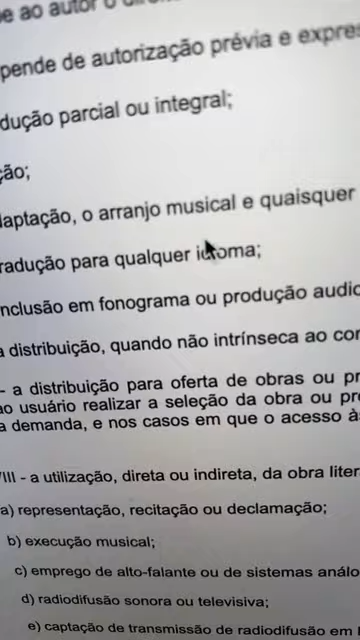 e ao autor o
pende de autorização prévia e expre
dução parcial ou integral;
ção;
laptação, o arranjo musical e quaisquer
radução para qualquer idioma;
nclusão em fonograma ou produção audio
a distribuição, quando não intrínseca ao con
- a distribuição para oferta de obras ou pr
ao usuário realizar a seleção da obra ou pr
a demanda, e nos casos em que o acesso à
VIII - a utilização, direta ou indireta, da obra liter
a) representação, recitação ou declamação;
b) execução musical;
c) emprego de alto-falante ou de sistemas análo
d) radiodifusão sonora ou televisiva;
e) captação de transmissão de radiodifusão em